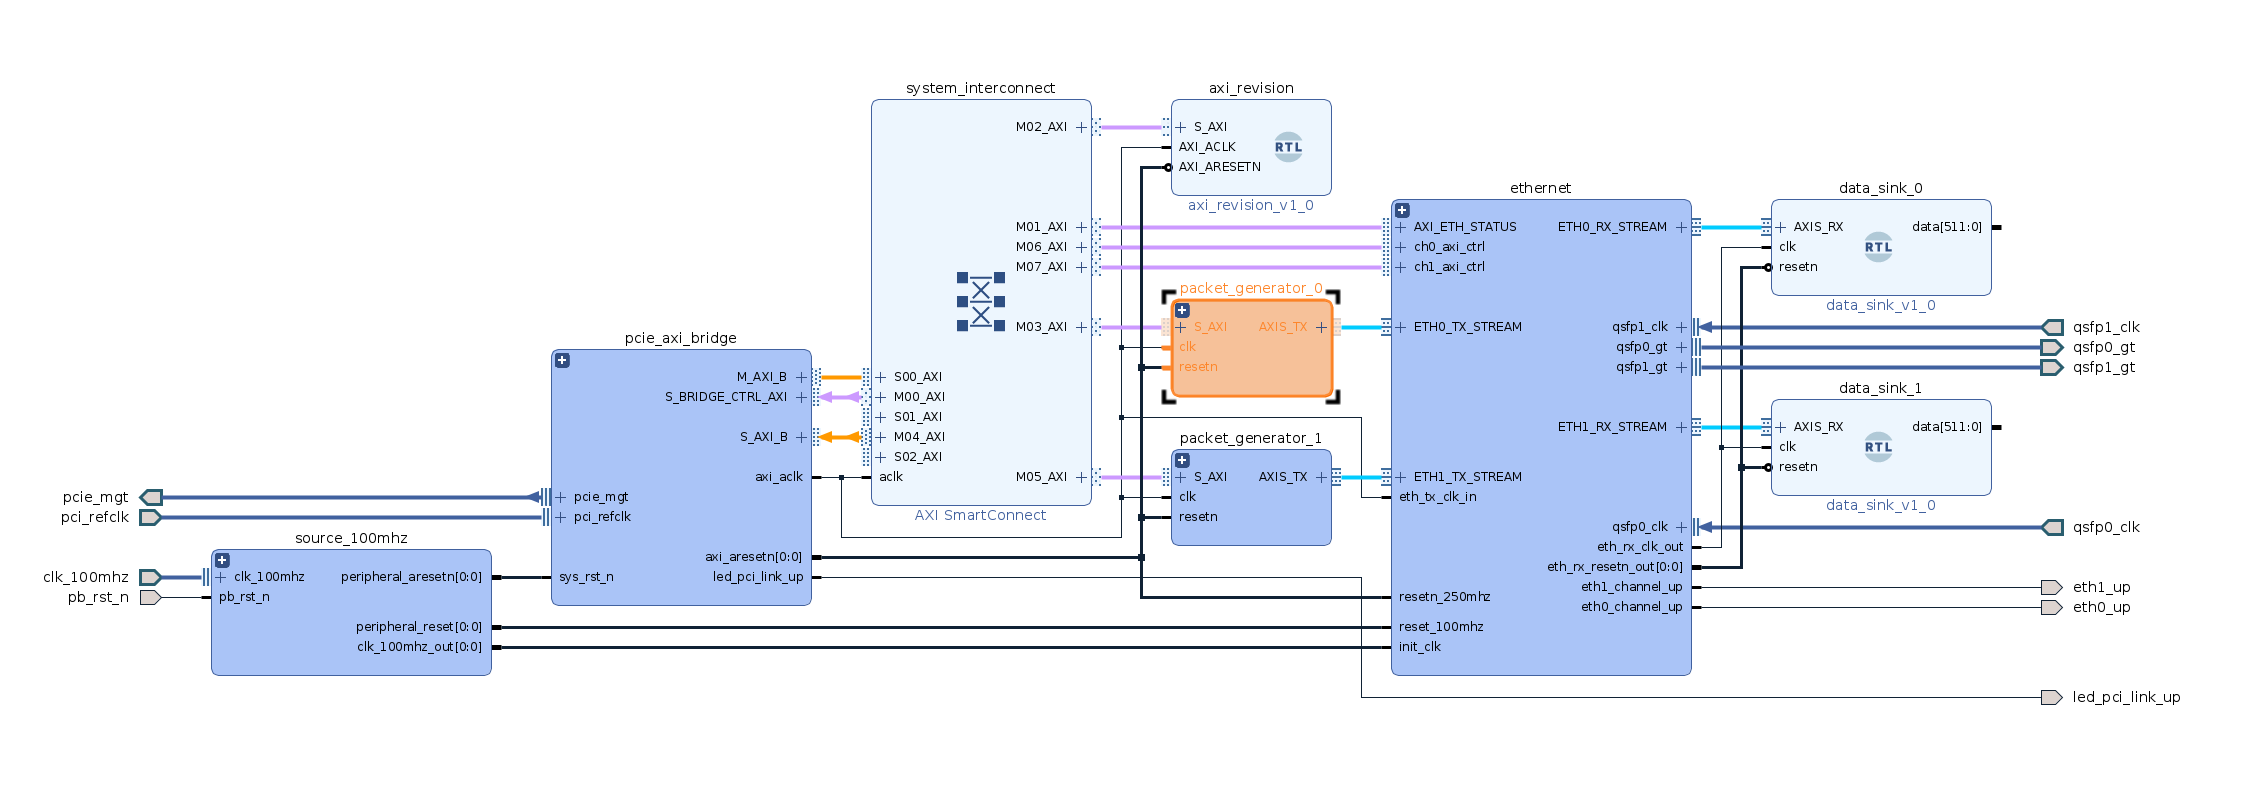 system_interconnect
M02_AXI
M01_AXI
M06_AXI
M07_AXI
M03_AXI
S00_AXI
M00_AXI
S01_AXI
M04_AXI
S02_AXI
M05_AXI
aclk
AXI SmartConnect
axi_revision
S_AXI
AXI_ACLK
AXI_ARESETN
RTL
axi_revision_v1_0
pcie_axi_bridge
M_AXI_B
S_BRIDGE_CTRL_AXI
S_AXI_B
axi_aclk
pcie_mgt
pci_refclk
axi_aresetn[0:0]
sys_rst_n
led_pci_link_up
pcie_mgt
pci_refclk
source_100mhz
clk_100mhz
pb_rst_n
clk_100mhz
pb_rst_n
peripheral_aresetn[0:0]
peripheral_reset[0:0]
clk_100mhz_out[0:0]
packet_generator_0
S_AXI
AXIS_TX
clk
resetn
packet_generator_1
S_AXI
AXIS_TX
clk
resetn
ethernet
AXI_ETH_STATUS
ch0_axi_ctrl
ch1_axi_ctrl
ETH0_TX_STREAM
ETH1_TX_STREAM
eth_tx_clk_in
resetn_250mhz
reset_100mhz
init_clk
ETH0_RX_STREAM
qsfp1_clk
qsfp0_gt
qsfp1_gt
ETH1_RX_STREAM
qsfp0_clk
eth_rx_clk_out
eth_rx_resetn_out[0:0]
eth1_channel_up
eth0_channel_up
data_sink_0
AXIS_RX
clk
resetn
data[511:0]
RTL
data_sink_v1_0
data_sink_1
AXIS_RX
clk
resetn
data[511:0]
RTL
data_sink_v1_0
qsfp1_clk
qsfp0_gt
qsfp1_gt
qsfp0_clk
eth1_up
eth0_up
led_pci_link_up